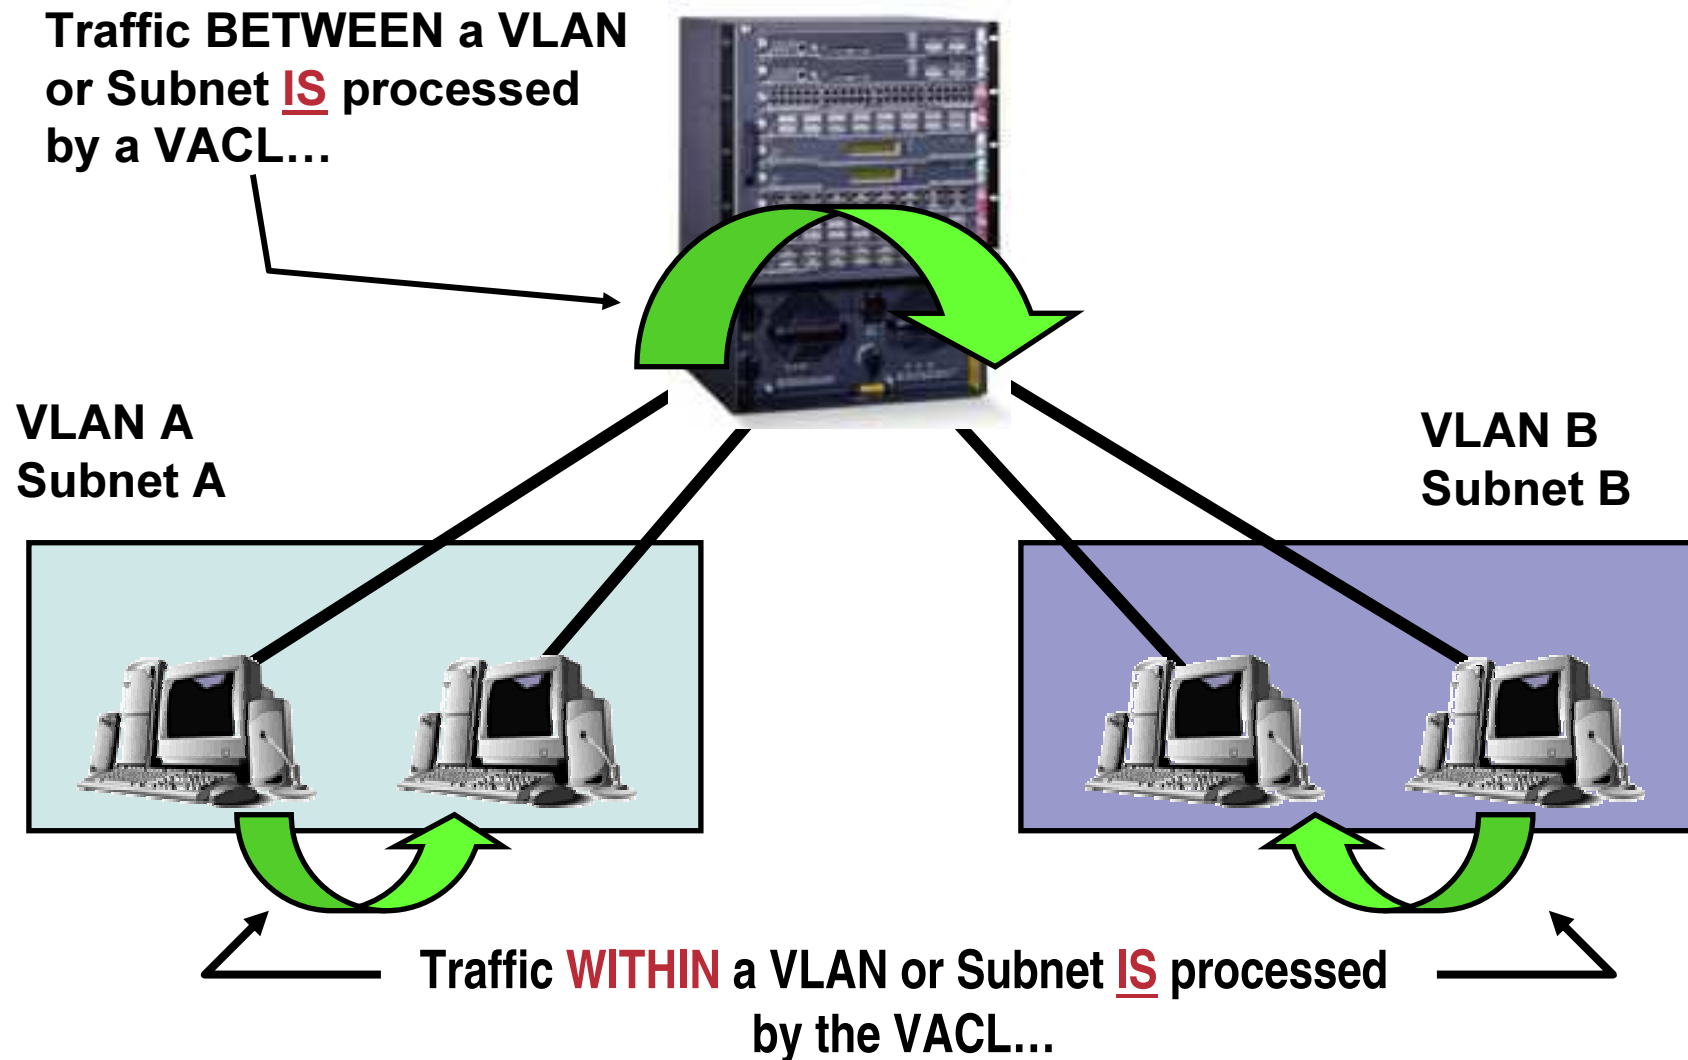 Traffic BETWEEN a VLAN
or Subnet IS processed
by a VACL…
VLAN A
Subnet A
VLAN B
Subnet B
Traffic WITHIN a VLAN or Subnet IS processed
by the VACL…